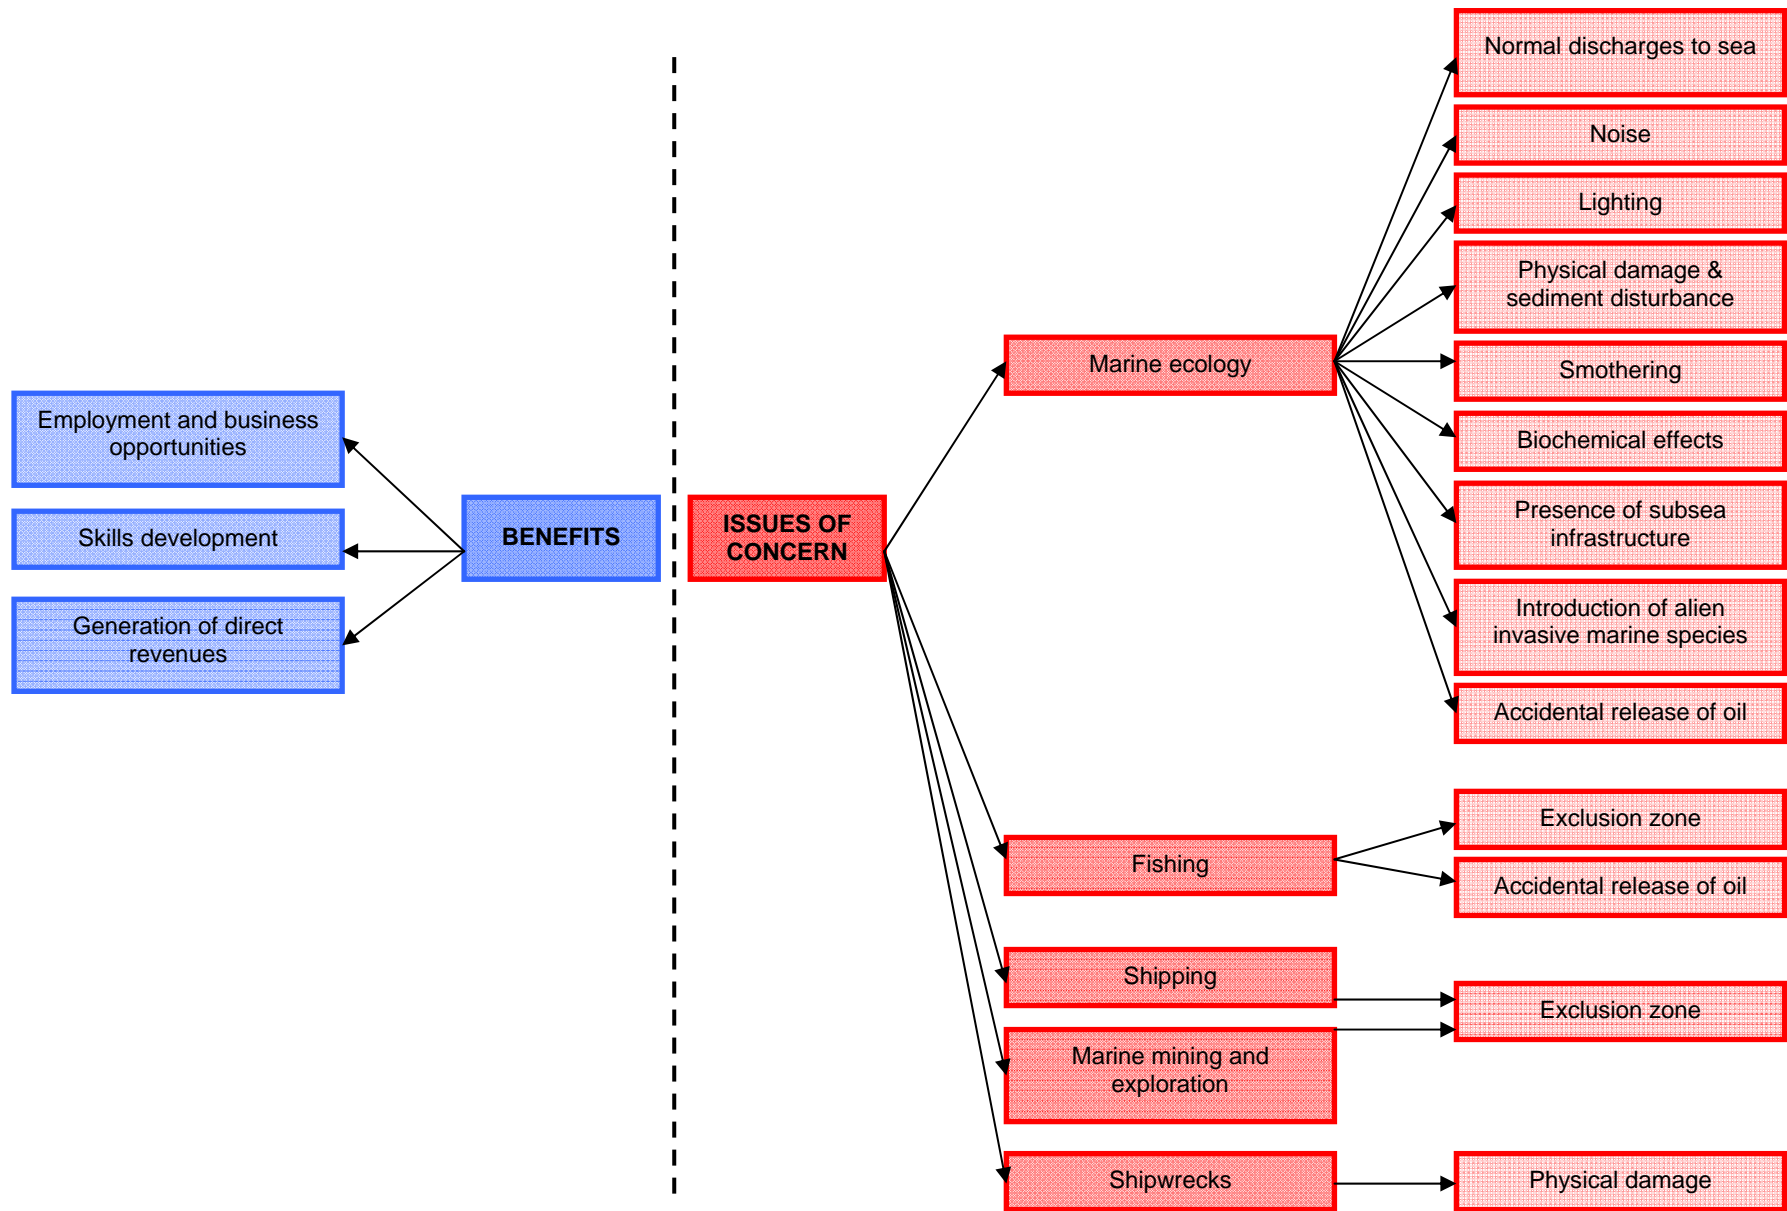 Employment and business
opportunities
Skills development
Generation of direct
revenues
BENEFITS
ISSUES OF
CONCERN
Marine ecology
Fishing
Shipping
Marine mining and
exploration
Shipwrecks
Normal discharges to sea
Noise
Lighting
Physical damage &
sediment disturbance
Smothering
Biochemical effects
Presence of subsea
infrastructure
Introduction of alien
invasive marine species
Accidental release of oil
Exclusion zone
Accidental release of oil
Exclusion zone
Physical damage